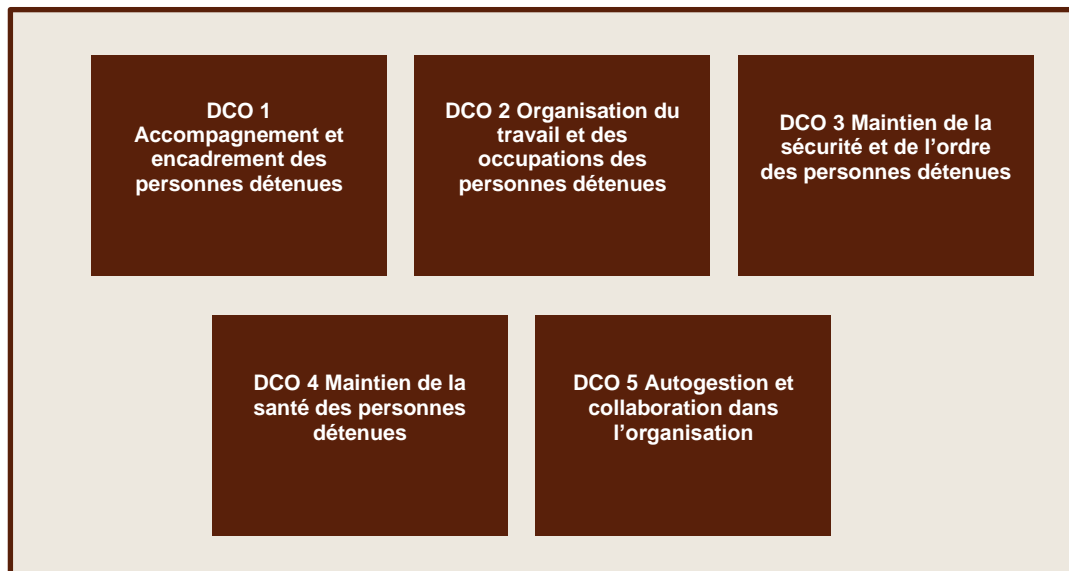 DCO 1
Accompagnement et
encadrement des
personnes détenues
DCO 2 Organisation du
travail et des
occupations des
personnes détenues
DCO 3 Maintien de la
sécurité et de l’ordre
des personnes détenues
DCO 4 Maintien de la
santé des personnes
détenues
DCO 5 Autogestion et
collaboration dans
l’organisation